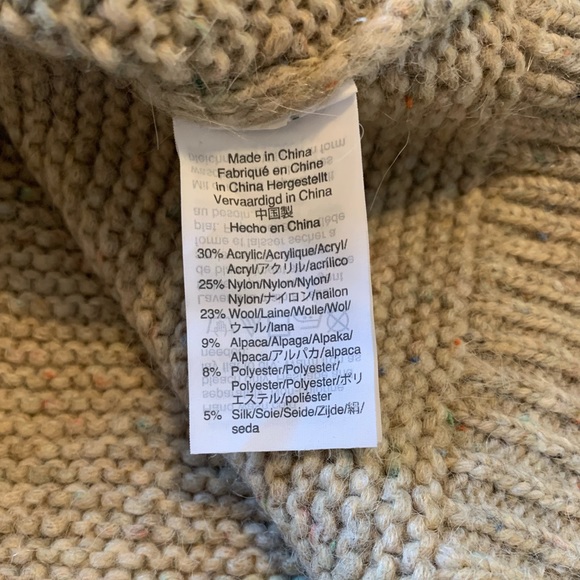 Made in China
Fabriqué en Chine
in China Hergestellt
Vervaardigd in China
中国製
Hecho en China
30% Acrylic/Acrylique/Acryl/
Acryl/アクリル/acrílico
25% Nylon/Nylon/Nylon/
Nylon/ナイロン/nailon
23% Wool/Laine/Wolle/Wol/
ウール/lana
9% Alpaca/Alpaga/Alpaka/
Alpaca/アルパカ/alpaca
8% Polyester/Polyester/
Polyester/Polyester/ポリ
エステル/poliéster
5% Silk/Soie/Seide/Zijde/絹/
seda